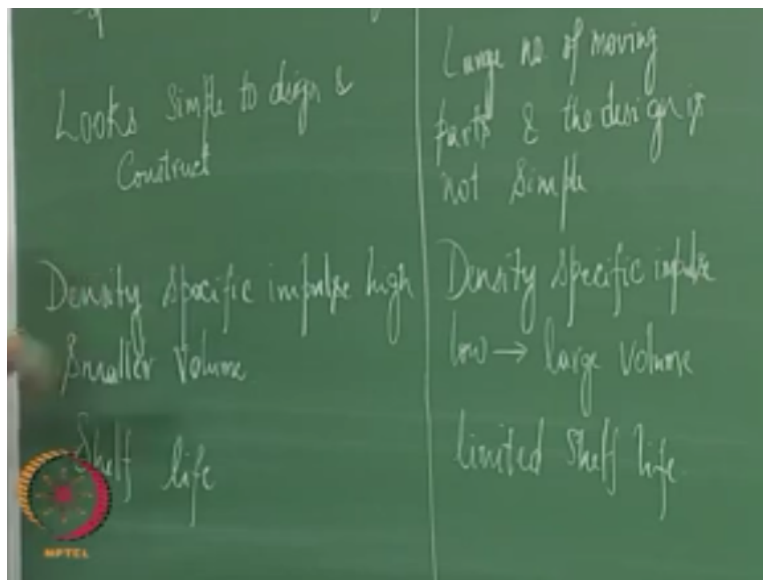 Looks Simple to design &
Construct
Density Specific impulse high
Smaller Volume
Shelf life
Large no. of moving
parts & the design is
not Simple
Density Specific impulse
low → large Volume
limited Shelf life.
NPTEL